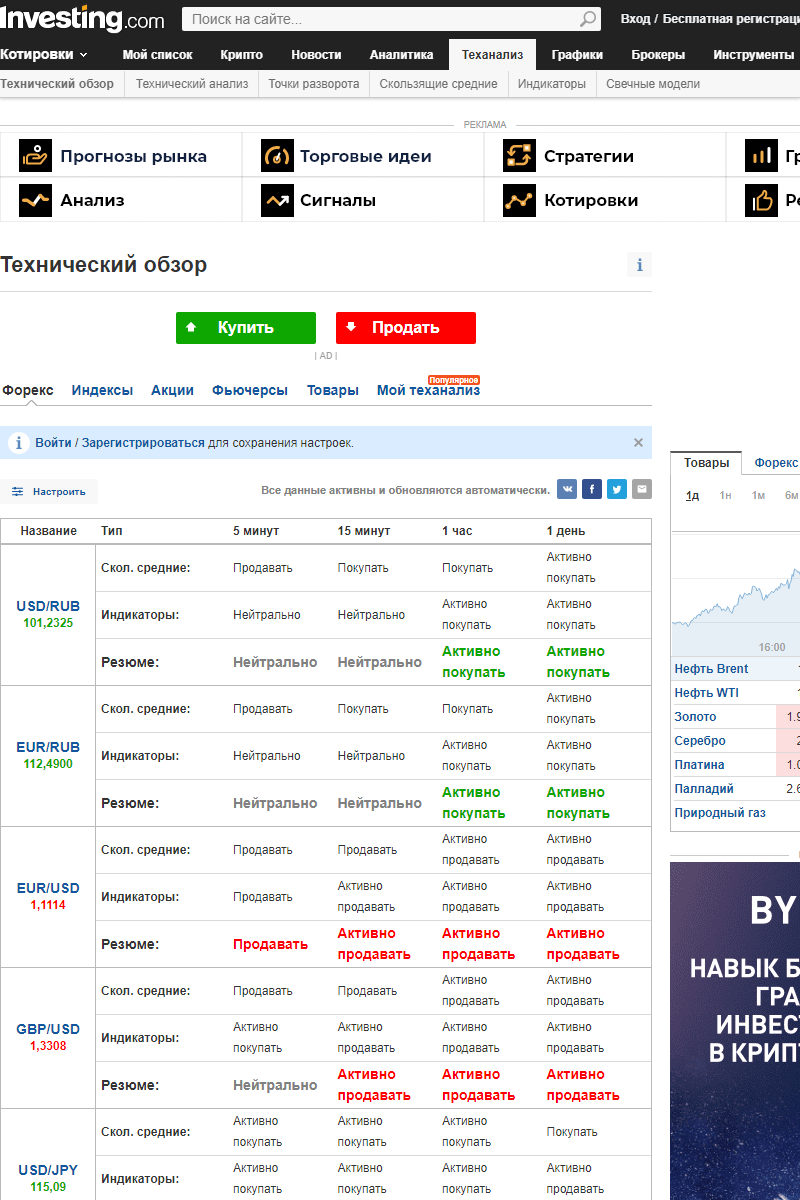 Investing.com
Поиск на сайте...
Вход / Бесплатная регистраци
Котировки
Мой список
Крипто
Новости
Аналитика
Теханализ
Графики
Брокеры
Инструменты
Технический обзор
Технический анализ
Точки разворота
Скользящие средние
Индикаторы
Свечные модели
РЕКЛАМА
Прогнозы рынка
Торговые идеи
Стратегии
Гр
Анализ
Сигналы
Котировки
Ре
Технический обзор
i
Купить
Продать
| AD |
Популярное
Форекс
Индексы
Акции
Фьючерсы
Товары
Мой теханализ
Войти / Зарегистрироваться для сохранения настроек.
Настроить
Все данные активны и обновляются автоматически.
Название Тип 5 минут 15 минут 1 час 1 день
USD/RUB
101,2325
Скол. средние: Продавать Покупать Покупать Активно покупать
Индикаторы: Нейтрально Нейтрально Активно покупать Активно покупать
Резюме: Нейтрально Нейтрально Активно покупать Активно покупать
EUR/RUB
112,4900
Скол. средние: Продавать Покупать Покупать Активно покупать
Индикаторы: Нейтрально Нейтрально Активно покупать Активно покупать
Резюме: Нейтрально Нейтрально Активно покупать Активно покупать
EUR/USD
1,1114
Скол. средние: Продавать Продавать Активно продавать Активно продавать
Индикаторы: Продавать Активно продавать Активно продавать Активно продавать
Резюме: Продавать Активно продавать Активно продавать Активно продавать
GBP/USD
1,3308
Скол. средние: Продавать Продавать Активно продавать Активно продавать
Индикаторы: Активно покупать Активно продавать Активно продавать Активно продавать
Резюме: Нейтрально Активно продавать Активно продавать Активно продавать
USD/JPY
115,09
Скол. средние: Активно покупать Активно покупать Активно покупать Покупать
Индикаторы: Активно покупать Активно покупать Активно покупать Активно продавать
Товары
Форекс
1д 1н 1м 6м
16:00
Нефть Brent 1
Нефть WTI 1
Золото 1.9
Серебро 2
Платина 1.0
Палладий 2.6
Природный газ
BY
НАВЫК Б
ГРА
ИНВЕС
В КРИП